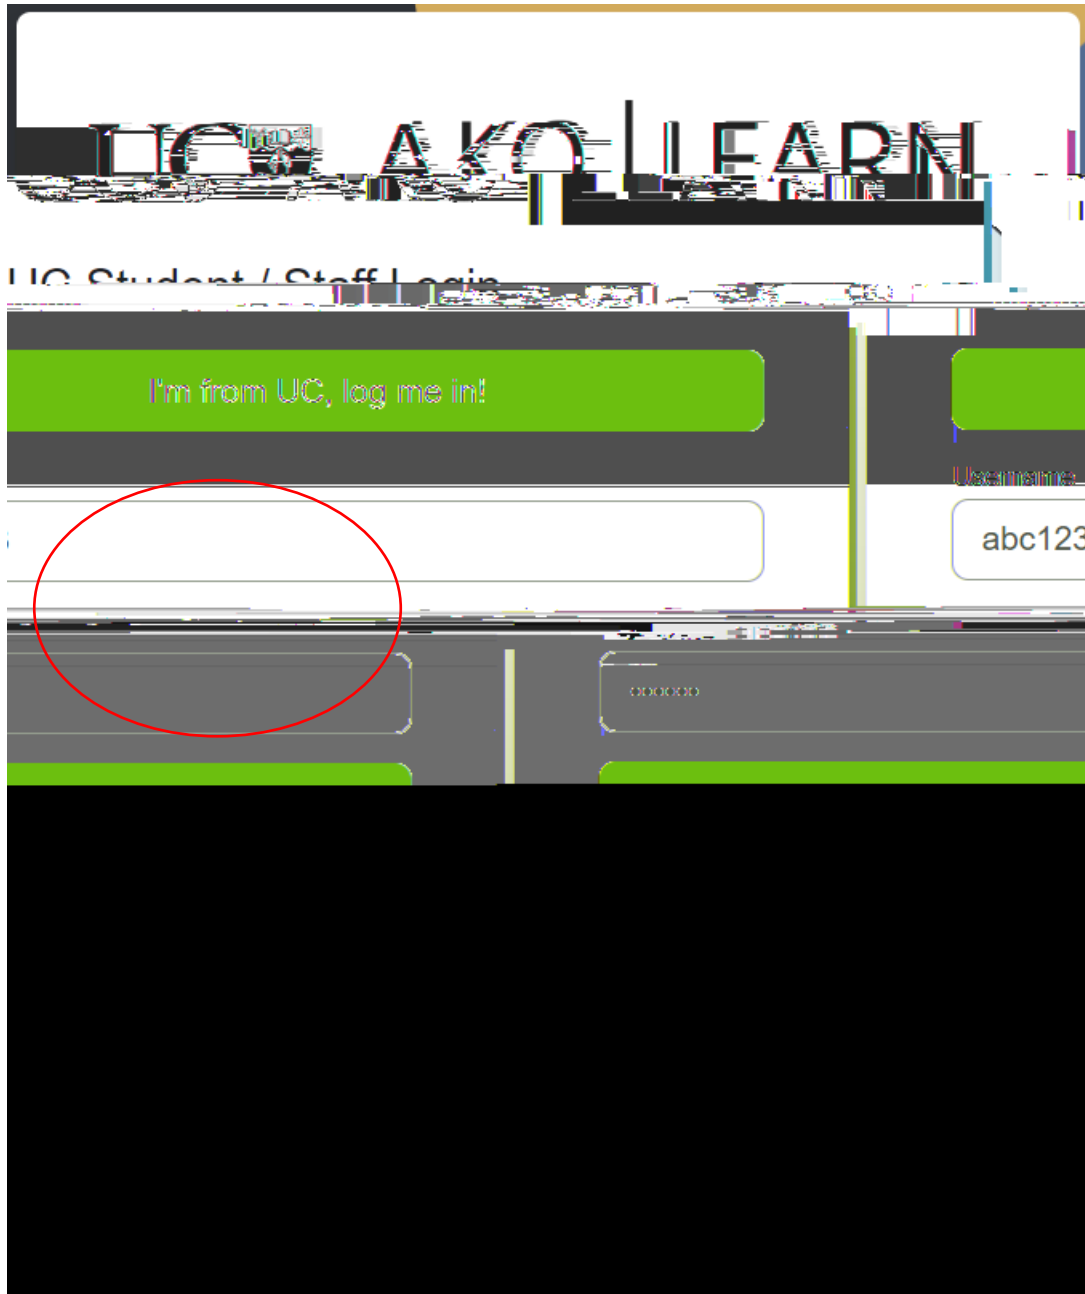 UC AKO | LEARN
UC Student / Staff Login
I'm from UC, log me in!
Username
abc123